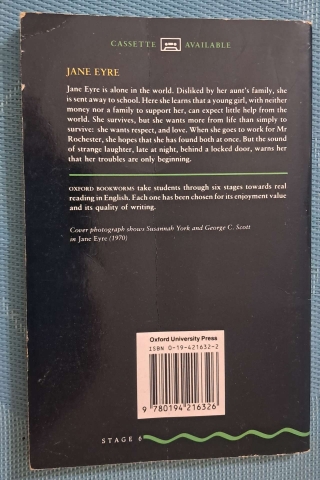 CASSETTE AVAILABLE
JANE EYRE
Jane Eyre is alone in the world. Disliked by her aunt's family, she
is sent away to school. Here she learns that a young girl, with neither
money nor a family to support her, can expect little help from the
world. She survives, but she wants more from life than simply to
survive: she wants respect, and love. When she goes to work for Mr
Rochester, she hopes that she has found both at once. But the sound
of strange laughter, late at night, behind a locked door, warns her
that her troubles are only beginning.
OXFORD BOOKWORMS take students through six stages towards real
reading in English. Each one has been chosen for its enjoyment value
and its quality of writing.
Cover photograph shows Susannah York and George C. Scott
in Jane Eyre (1970)
Oxford University Press
ISBN 0-19-421632-2
9 780194 216326
STAGE 6